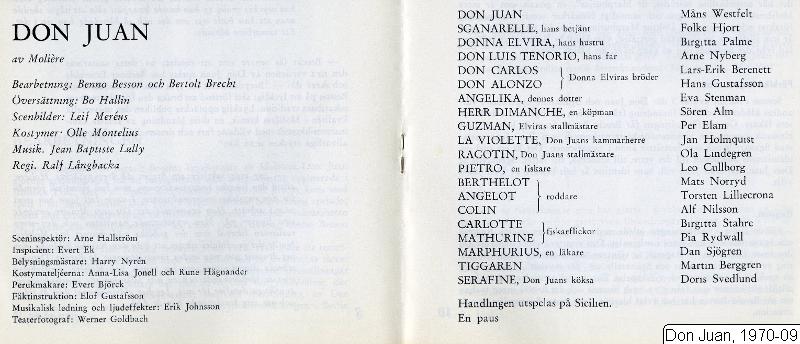 DON JUAN
av Molière
Bearbetning: Benno Besson och Bertolt Brecht
Översättning: Bo Hallin
Scenbilder: Leif Meréus
Kostymer: Olle Montelius
Musik. Jean Baptiste Lully
Regi. Ralf Långbacka
Sceninspektör: Arne Hallström
Inspicient: Evert Ek
Belysningsmästare: Harry Nyrén
Kostymateljéerna: Anna-Lisa Jonell och Rune Hägnander
Perukmakare: Evert Björck
Fäktinstruktion: Elof Gustafsson
Musikalisk ledning och ljudeffekter: Erik Johnsson
Teaterfotograf: Werner Goldbach
DON JUAN Måns Westfelt
SGANARELLE, hans betjänt Folke Hjort
DONNA ELVIRA, hans hustru Birgitta Palme
DON LUIS TENORIO, hans far Arne Nyberg
DON CARLOS Lars-Erik Berenett
Donna Elviras bröder
DON ALONZO Hans Gustafsson
ANGELIKA, dennes dotter Eva Stenman
HERR DIMANCHE, en köpman Sören Alm
GUZMAN, Elviras stallmästare Per Elam
LA VIOLETTE, Don Juans kammarherre Jan Holmquist
RAGOTIN, Don Juans stallmästare Ola Lindegren
PIETRO, en fiskare Leo Cullborg
BERTHELOT Mats Norryd
ANGELOT roddare Torsten Lilliecrona
COLIN Alf Nilsson
CARLOTTE Birgitta Stahre
fiskarflickor
MATHURINE Pia Rydwall
MARPHURIUS, en läkare Dan Sjögren
TIGGAREN Martin Berggren
SERAFINE, Don Juans köksa Doris Svedlund
Handlingen utspelas på Sicilien.
En paus
Don Juan, 1970-09